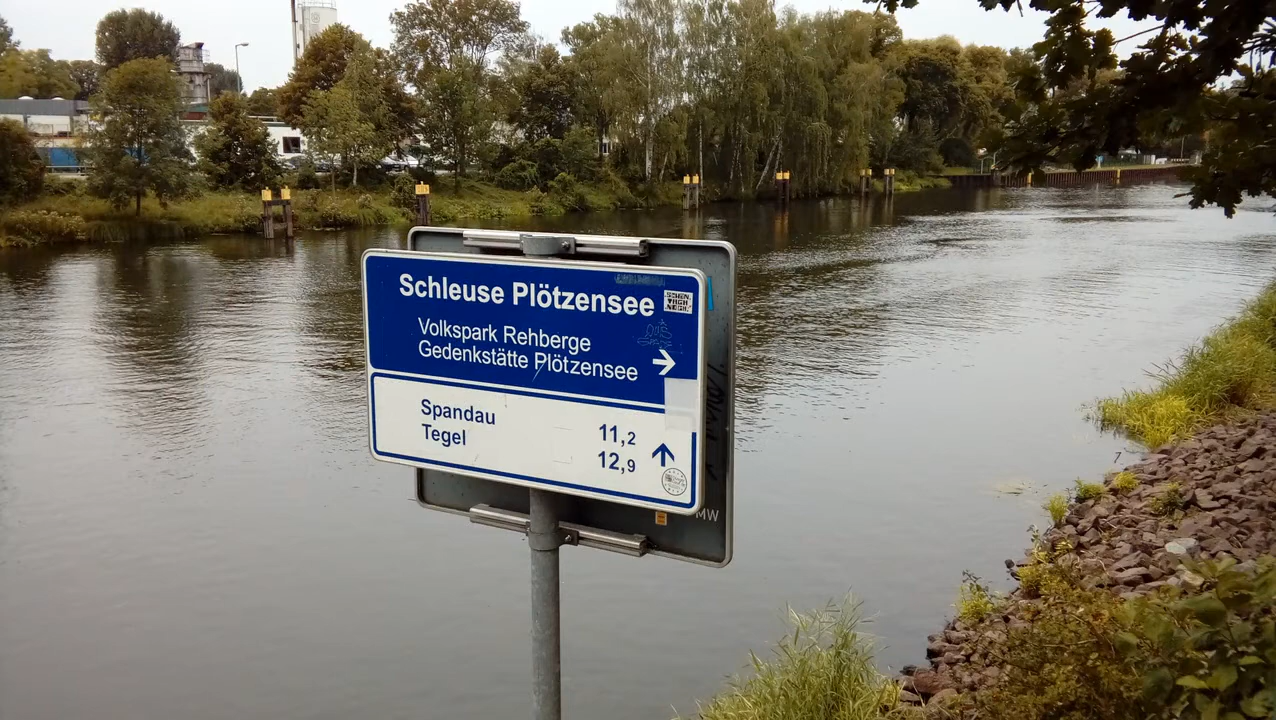 Schleuse Plötzensee
Volkspark Rehberge
Gedenkstätte Plötzensee →
Spandau 11,2
Tegel 12,9 ↑
MW